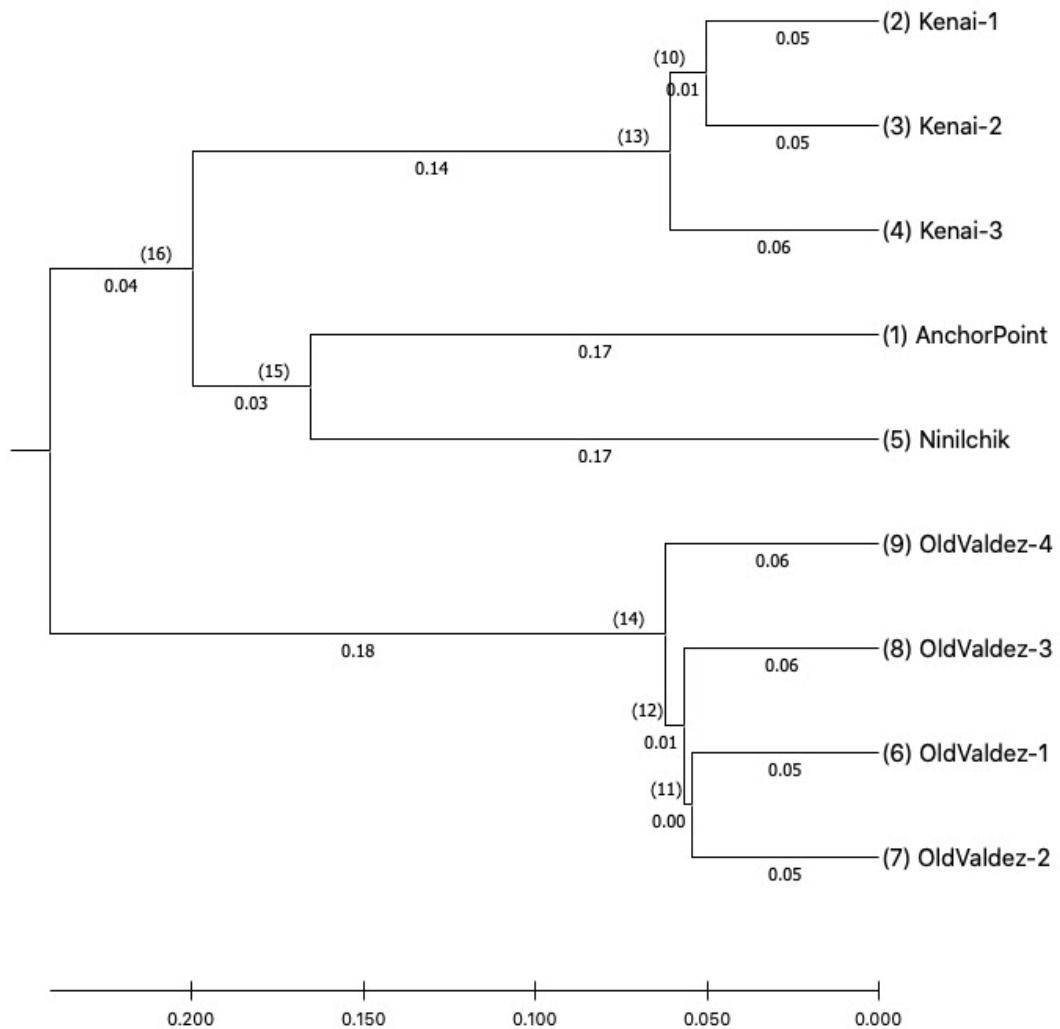 (2) Kenai-1
0.05
(10)
0.01
(3) Kenai-2
0.05
(13)
0.14
(4) Kenai-3
0.06
(16)
0.04
(1) AnchorPoint
0.17
(15)
0.03
(5) Ninilchik
0.17
(9) OldValdez-4
0.06
(14)
0.18
(8) OldValdez-3
0.06
(12)
0.01
(6) OldValdez-1
0.05
(11)
0.00
(7) OldValdez-2
0.05
0.200 0.150 0.100 0.050 0.000